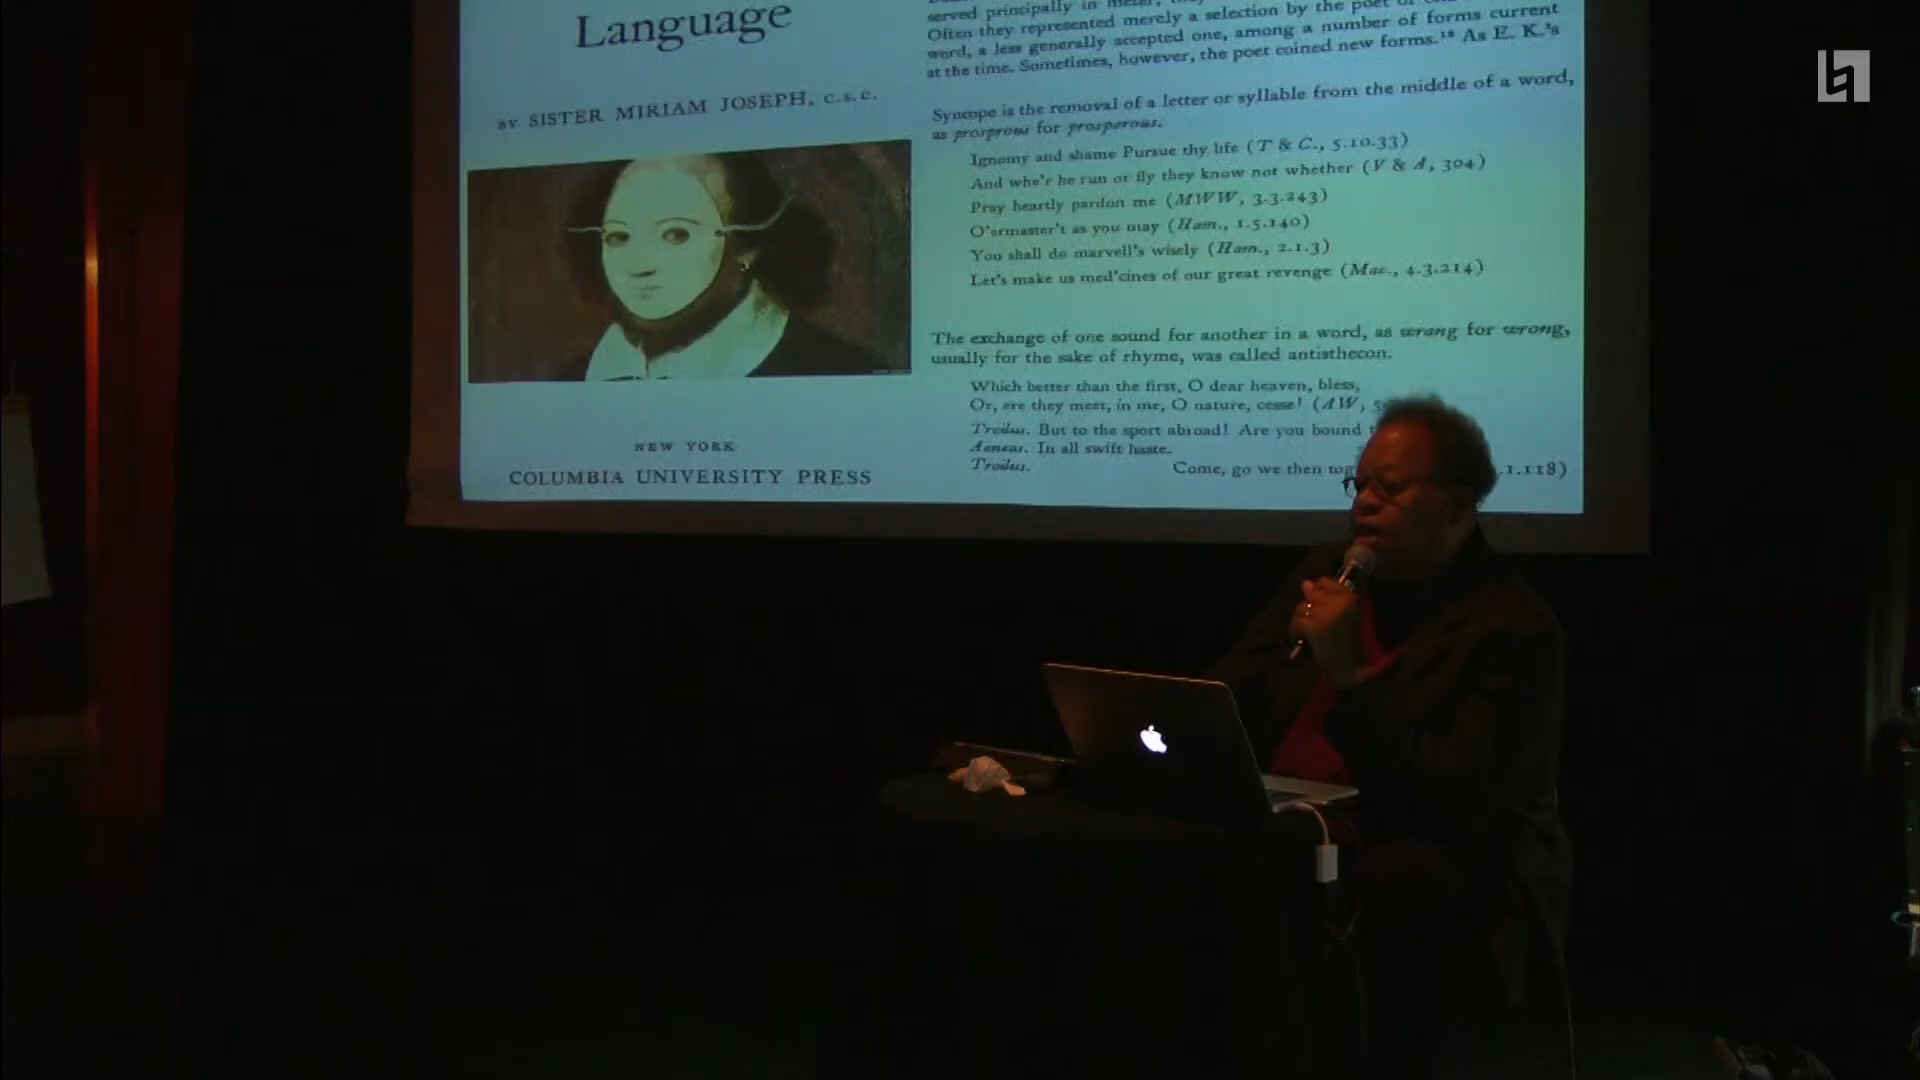 Language
BY SISTER MIRIAM JOSEPH, C.S.C.
NEW YORK
COLUMBIA UNIVERSITY PRESS
served principally in meter,
Often they represented merely a selection by the poet
word, a less generally accepted one, among a number of forms current
at the time. Sometimes, however, the poet coined new forms.¹⁸ As E. K.'s
Syncope is the removal of a letter or syllable from the middle of a word,
as prosprous for prosperous.
Ignomy and shame Pursue thy life (T & C., 5.10.33)
And whe'r he run or fly they know not whether (V & A, 304)
Pray heartly pardon me (MWW, 3.3.243)
O'ermaster't as you may (Ham., 1.5.140)
You shall do marvell's wisely (Ham., 2.1.3)
Let's make us med'cines of our great revenge (Mac., 4.3.214)
The exchange of one sound for another in a word, as wrang for wrong,
usually for the sake of rhyme, was called antisthecon.
Which better than the first, O dear heaven, bless,
Or, ere they meet, in me, O nature, cesse! (AW, 5
Troilus. But to the sport abroad! Are you bound
Aeneas. In all swift haste.
Troilus. Come, go we then tog .1.118)